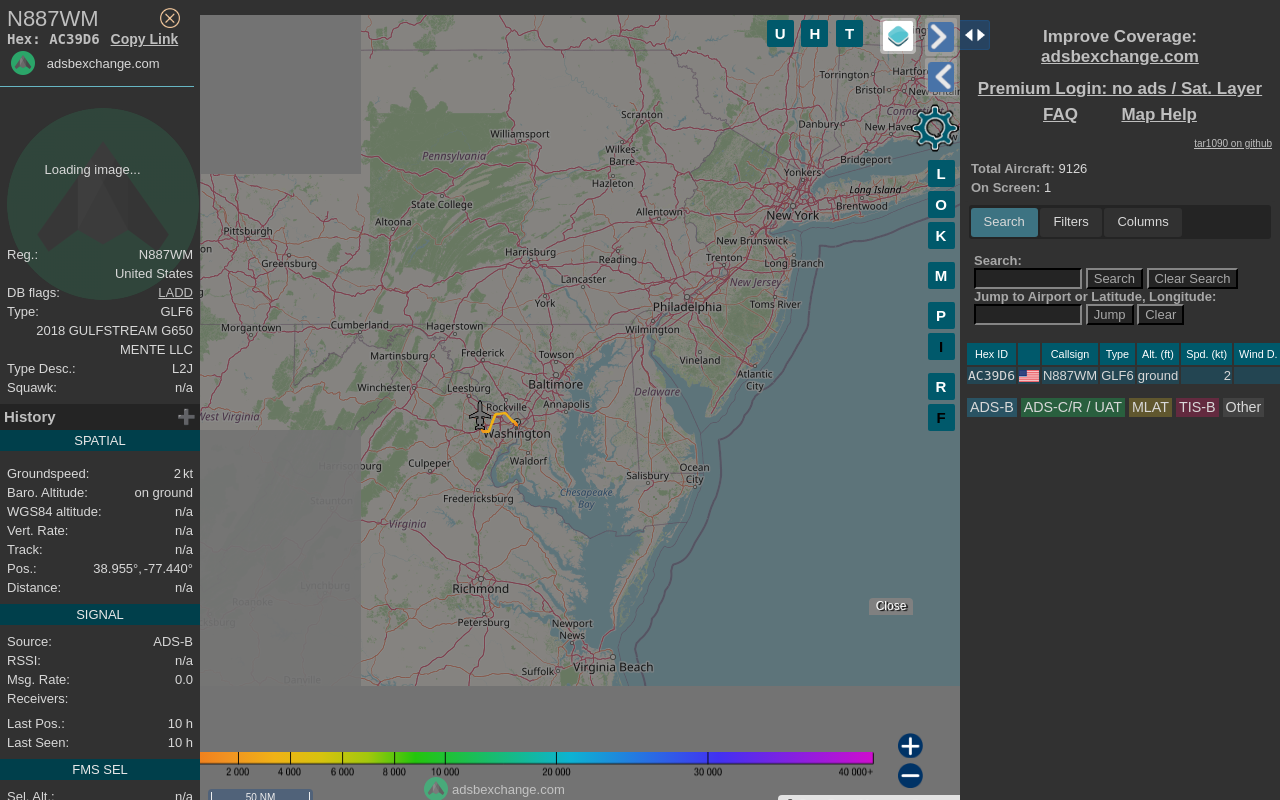 N887WM
Hex: AC39D6 Copy Link
adsbexchange.com
Loading image...
Reg.: N887WM
United States
DB flags: LADD
Type: GLF6
2018 GULFSTREAM G650
MENTE LLC
Type Desc.: L2J
Squawk: n/a
History
SPATIAL
Groundspeed: 2 kt
Baro. Altitude: on ground
WGS84 altitude: n/a
Vert. Rate: n/a
Track: n/a
Pos.: 38.955°, -77.440°
Distance: n/a
SIGNAL
Source: ADS-B
RSSI: n/a
Msg. Rate: 0.0
Receivers:
Last Pos.: 10 h
Last Seen: 10 h
FMS SEL
Sel. Alt.: n/a
U H T
L
O
K
M
P
I
R
F
Torrington
Hartfor
Bristol
New Britain
Scranton
Danbury
New Haven
Connec
Williamsport
Wilkes-
Barre
Pennsylvania
Bridgeport
Yonkers
Hazleton
Long Island
State College
Allentown
New York
Brentwood
Altoona
Pittsburgh
New Brunswick
Greensburg
Harrisburg
Reading
Trenton
Long Branch
Lancaster
New Jersey
York
Philadelphia
Toms River
Morgantown
Cumberland
Hagerstown
Wilmington
Martinsburg
Frederick
Towson
Vineland
Atlantic
City
Winchester
Leesburg
Baltimore
Delaware
Rockville
Annapolis
West Virginia
Washington
Culpeper
Waldorf
Salisbury
Ocean
City
Fredericksburg
Chesapeake
Bay
Virginia
Richmond
Petersburg
Newport
News
Virginia Beach
Suffolk
Close
2 000 4 000 6 000 8 000 10 000 20 000 30 000 40 000+
adsbexchange.com
50 NM
Improve Coverage:
adsbexchange.com
Premium Login: no ads / Sat. Layer
FAQ Map Help
tar1090 on github
Total Aircraft: 9126
On Screen: 1
Search Filters Columns
Search:
Search Clear Search
Jump to Airport or Latitude, Longitude:
Jump Clear
Hex ID Callsign Type Alt. (ft) Spd. (kt) Wind D.
AC39D6 N887WM GLF6 ground 2
ADS-B ADS-C/R / UAT MLAT TIS-B Other